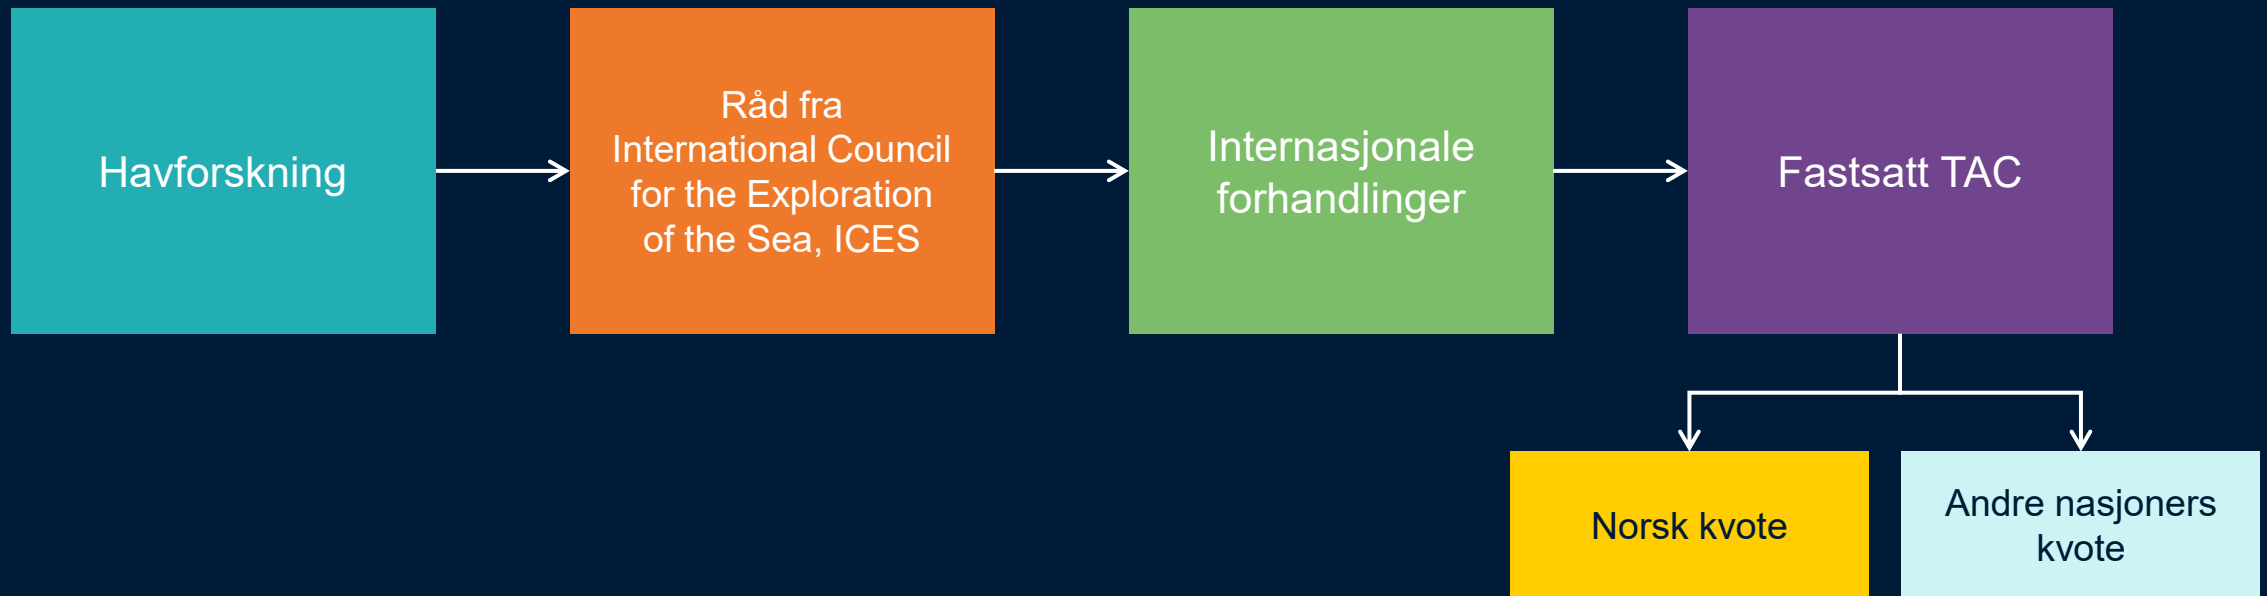 Havforskning
Råd fra
International Council
for the Exploration
of the Sea, ICES
Internasjonale
forhandlinger
Fastsatt TAC
Norsk kvote
Andre nasjoners
kvote